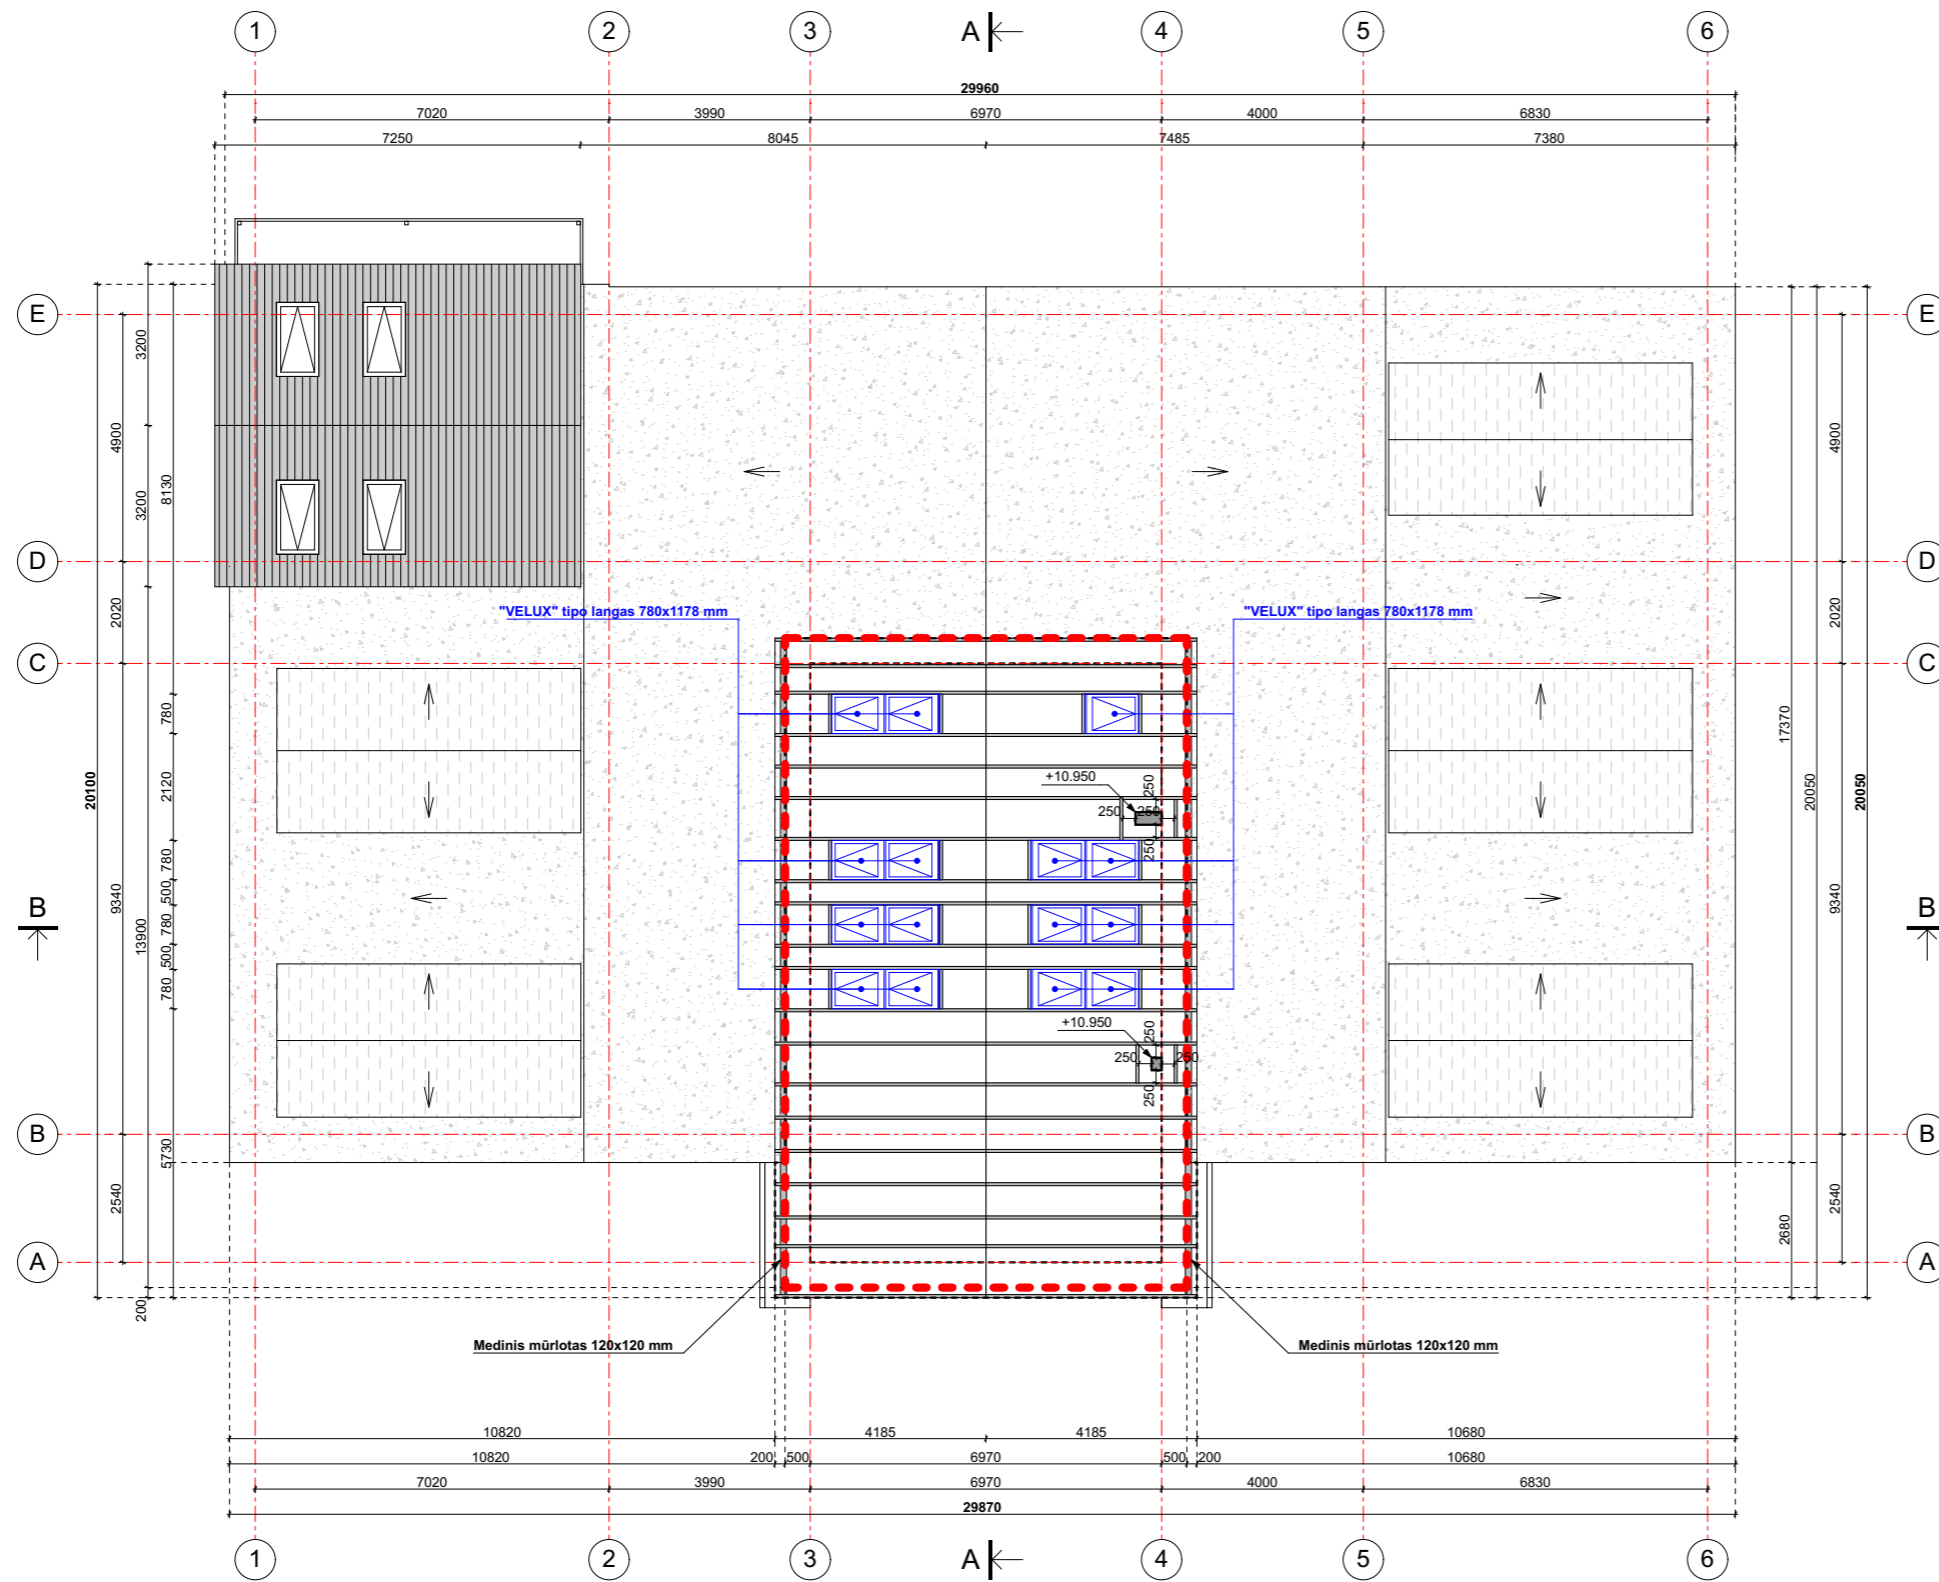 1 2 3 A 4 5 6
29960
7020 3990 6970 4000 6830
7250 8045 7485 7380
E E
3200
4900 4900
3200 8130
D D
"VELUX" tipo langas 780x1178 mm "VELUX" tipo langas 780x1178 mm
2020 2020
C C
780
17370
20100 2120 20050 20050
+10.950 250
250 250
250
780
500
9340 9340
B B
13900 780
500
780
+10.950 250
250 250
250
B B
5730
2540 2540
2680
A A
200
Medinis mūrlotas 120x120 mm Medinis mūrlotas 120x120 mm
10820 4185 4185 10680
10820 200 500 6970 500 200 10680
7020 3990 6970 4000 6830
29870
1 2 3 A 4 5 6